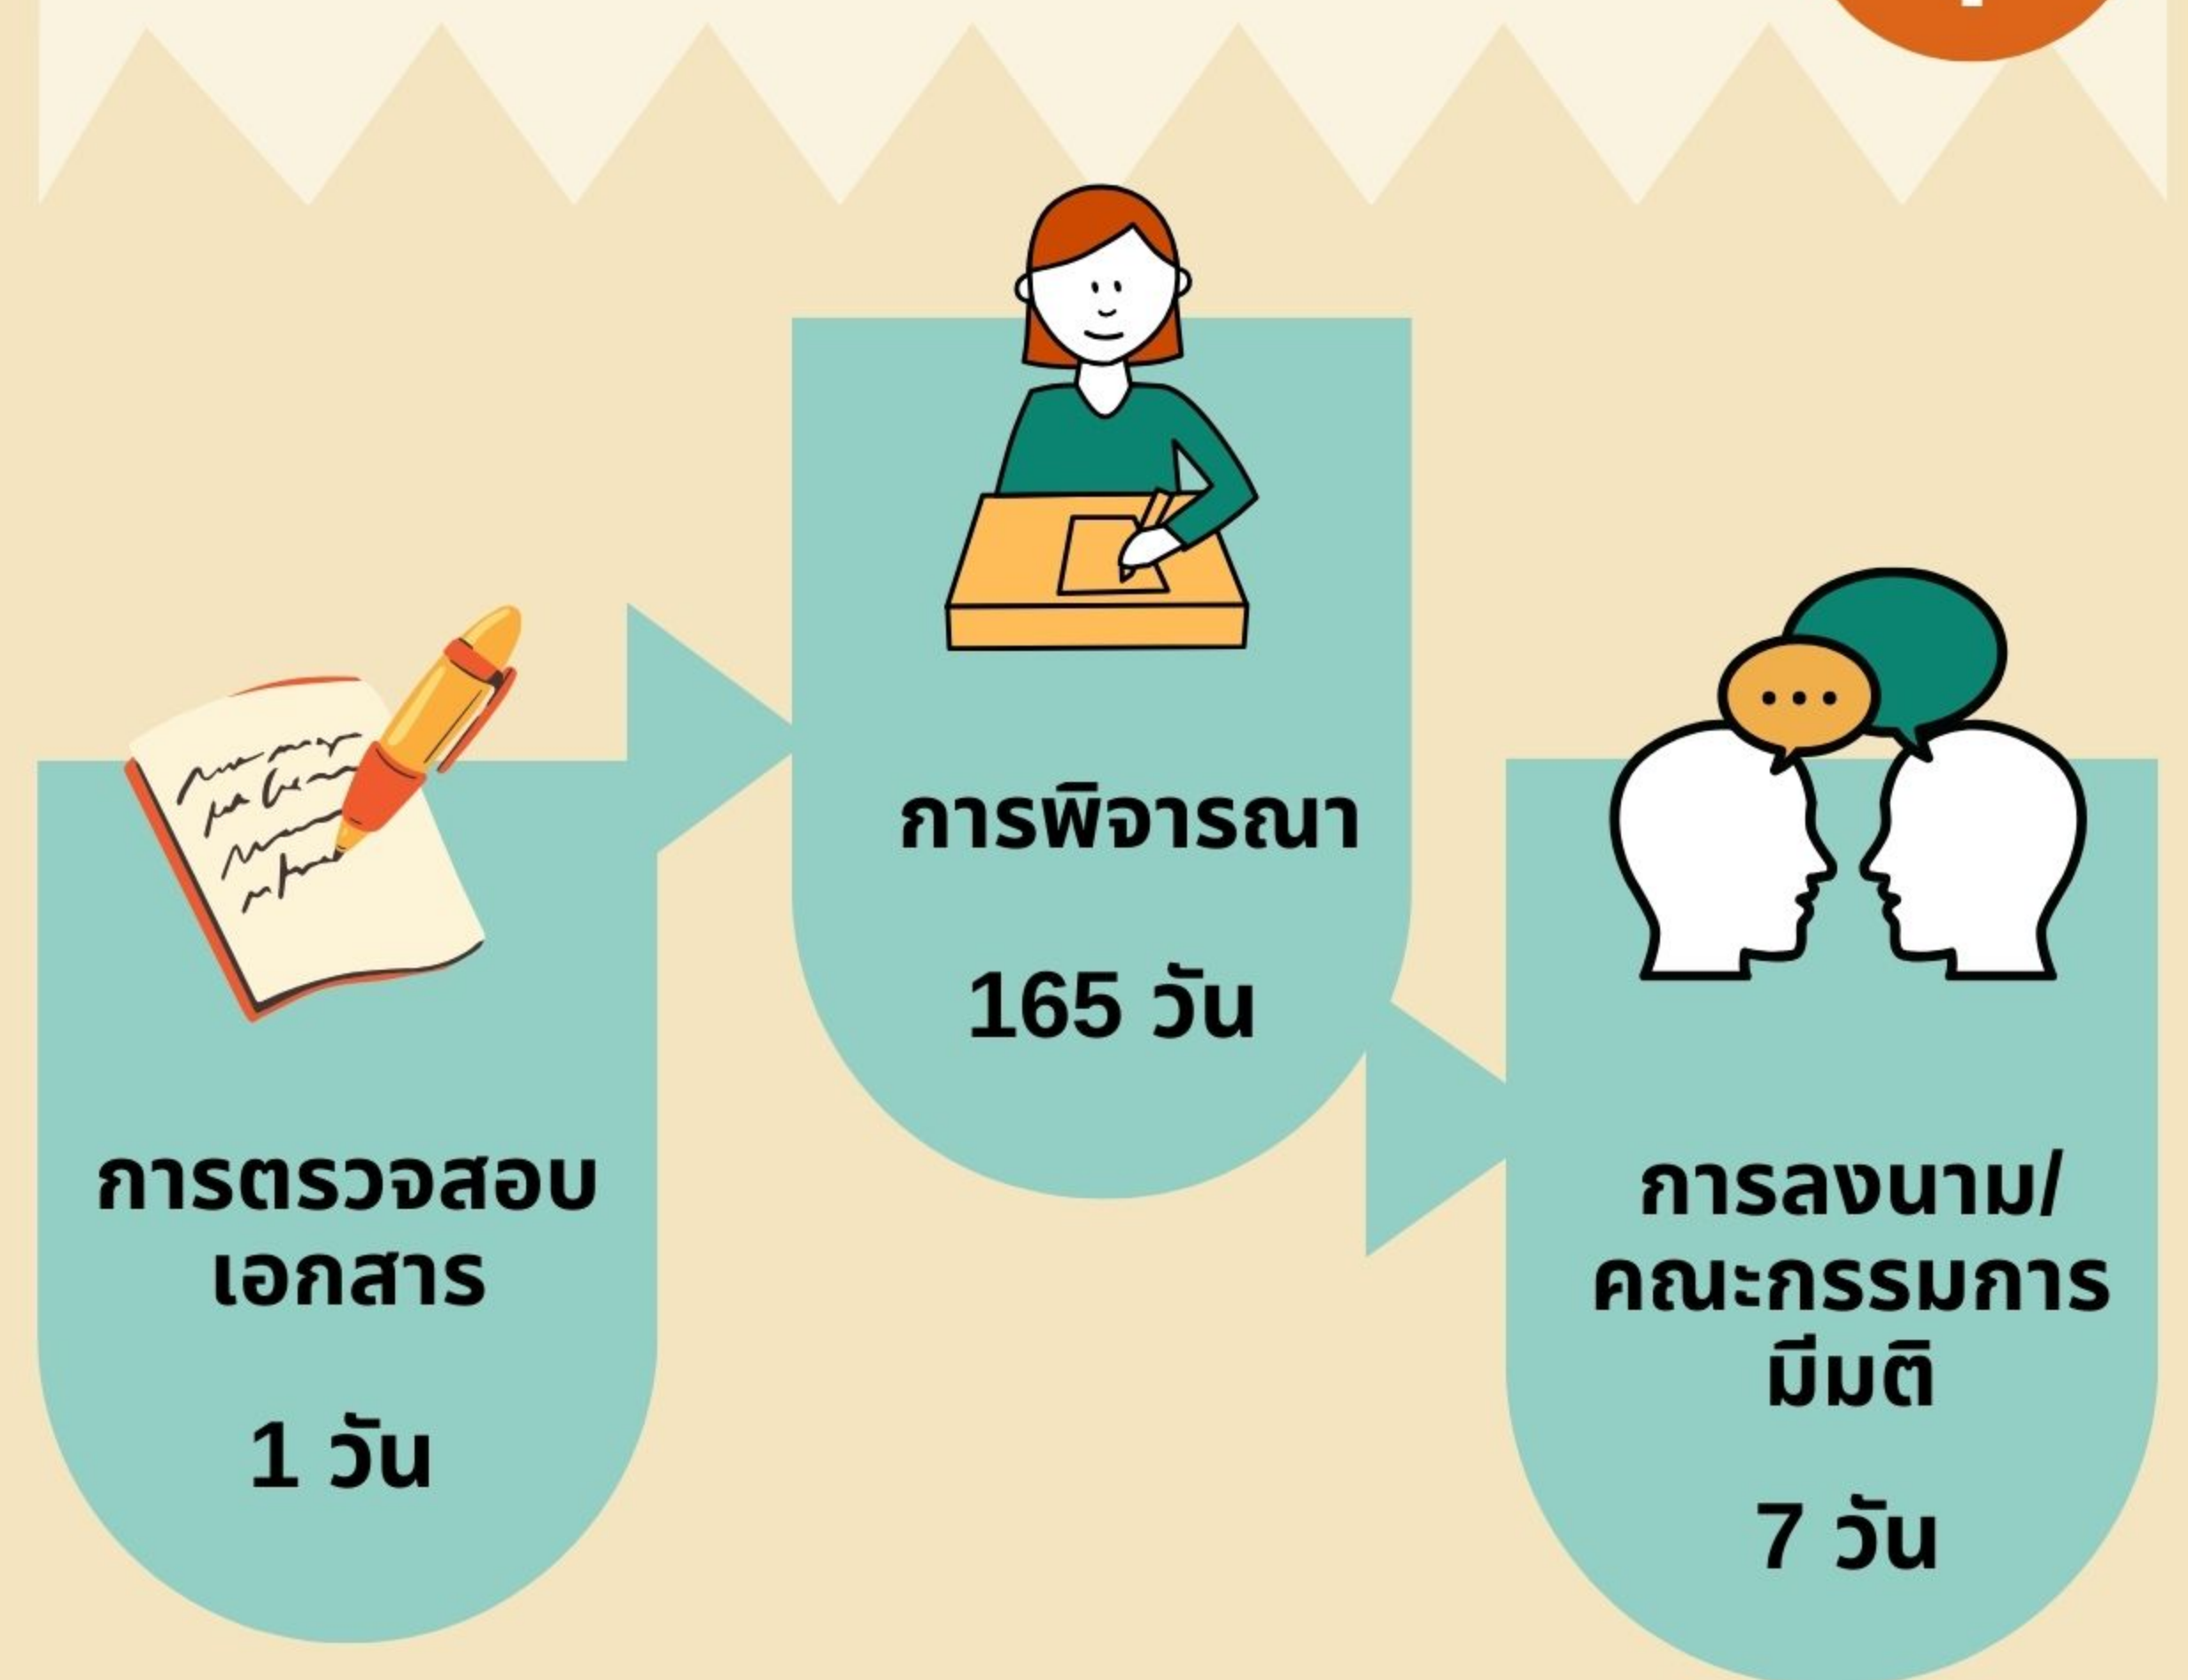 การตรวจสอบ
เอกสาร
1 วัน
การพิจารณา
165 วัน
การลงนาม/
คณะกรรมการ
มีมติ
7 วัน